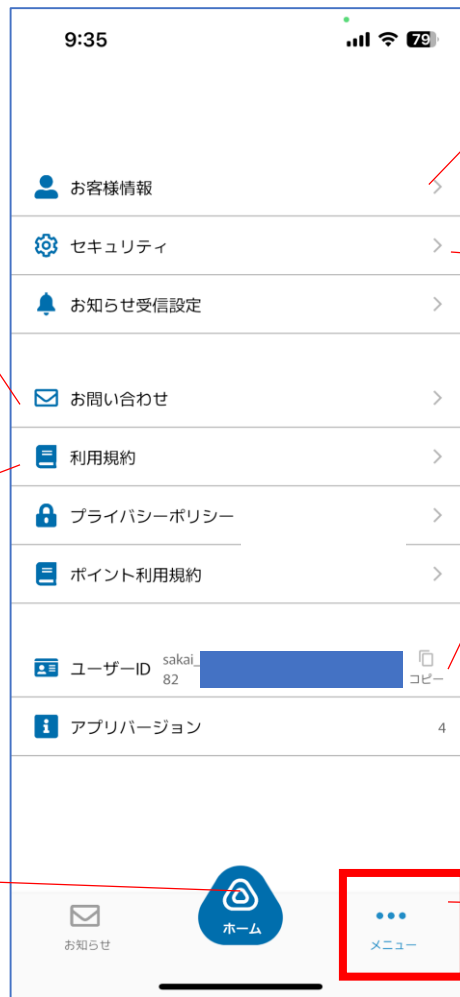 9:35
79
お客様情報
セキュリティ
お知らせ受信設定
お問い合わせ
利用規約
プライバシーポリシー
ポイント利用規約
ユーザーID sakai_
82
コピー
アプリバージョン 4
お知らせ
ホーム
メニュー